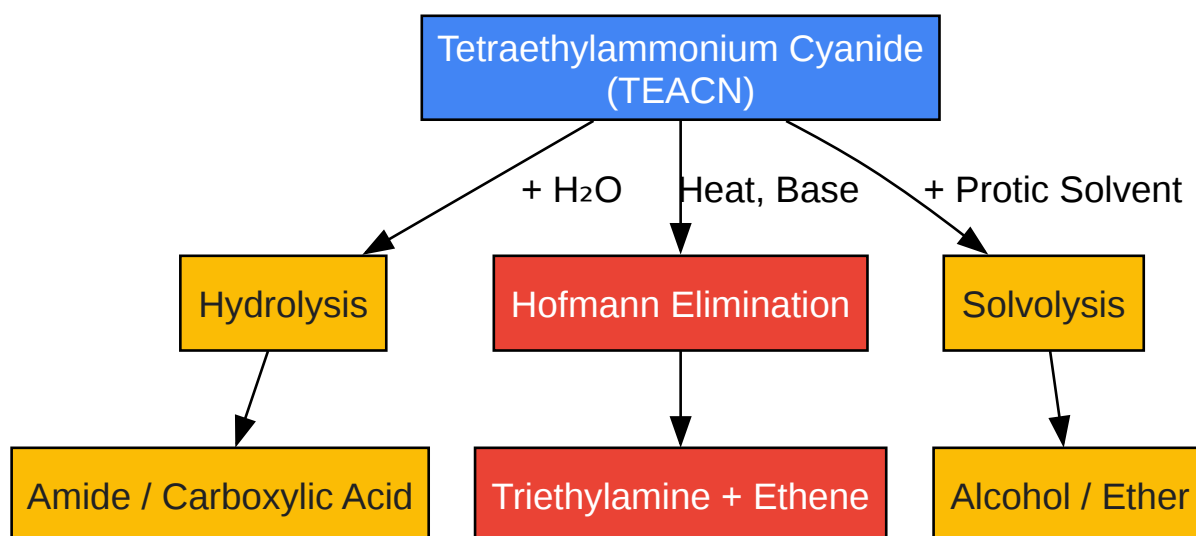 Tetraethylammonium Cyanide
(TEACN)
+ H₂O
Heat, Base
+ Protic Solvent
Hydrolysis
Hofmann Elimination
Solvolysis
Amide / Carboxylic Acid
Triethylamine + Ethene
Alcohol / Ether